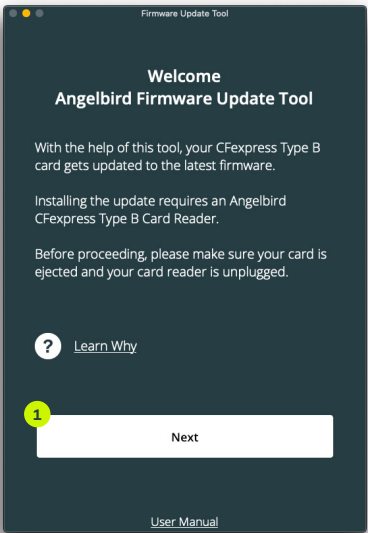 Firmware Update Tool
Welcome
Angelbird Firmware Update Tool
With the help of this tool, your CFexpress Type B
card gets updated to the latest firmware.
Installing the update requires an Angelbird
CFexpress Type B Card Reader.
Before proceeding, please make sure your card is
ejected and your card reader is unplugged.
? Learn Why
1
Next
User Manual